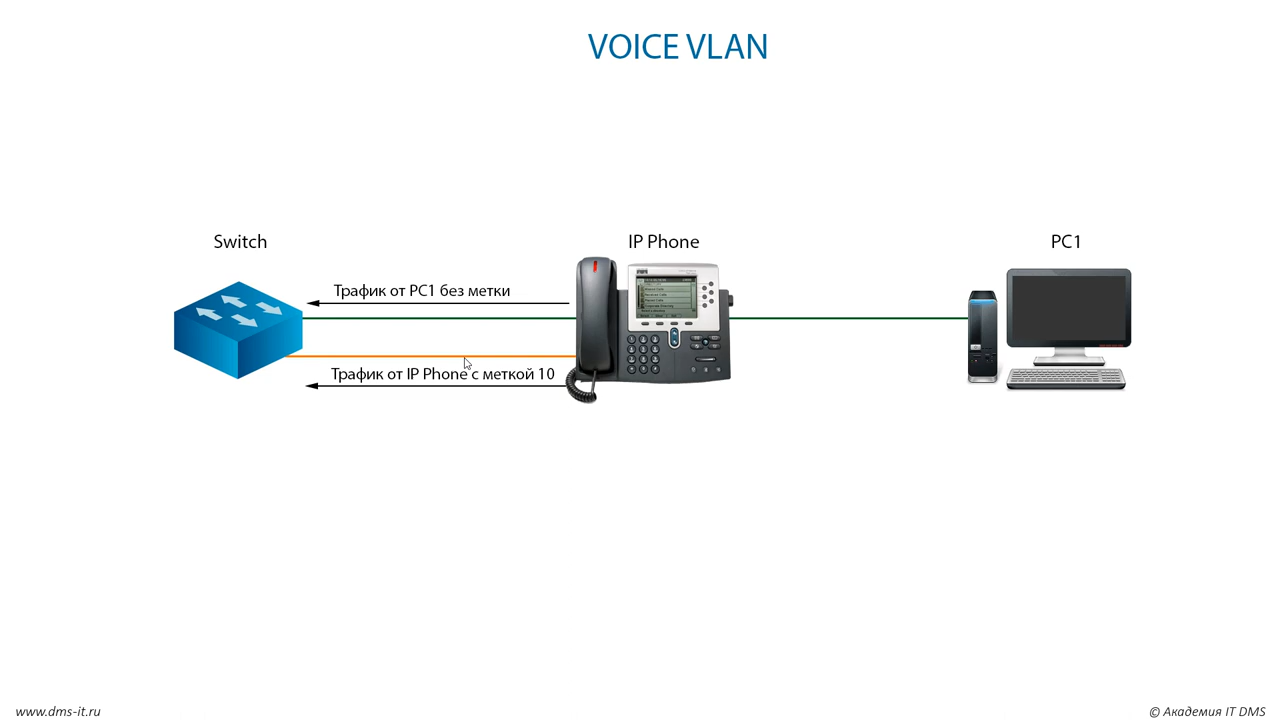 VOICE VLAN
Switch
IP Phone
PC1
Трафик от PC1 без метки
Трафик от IP Phone с меткой 10
www.dms-it.ru
© Академия IT DMS